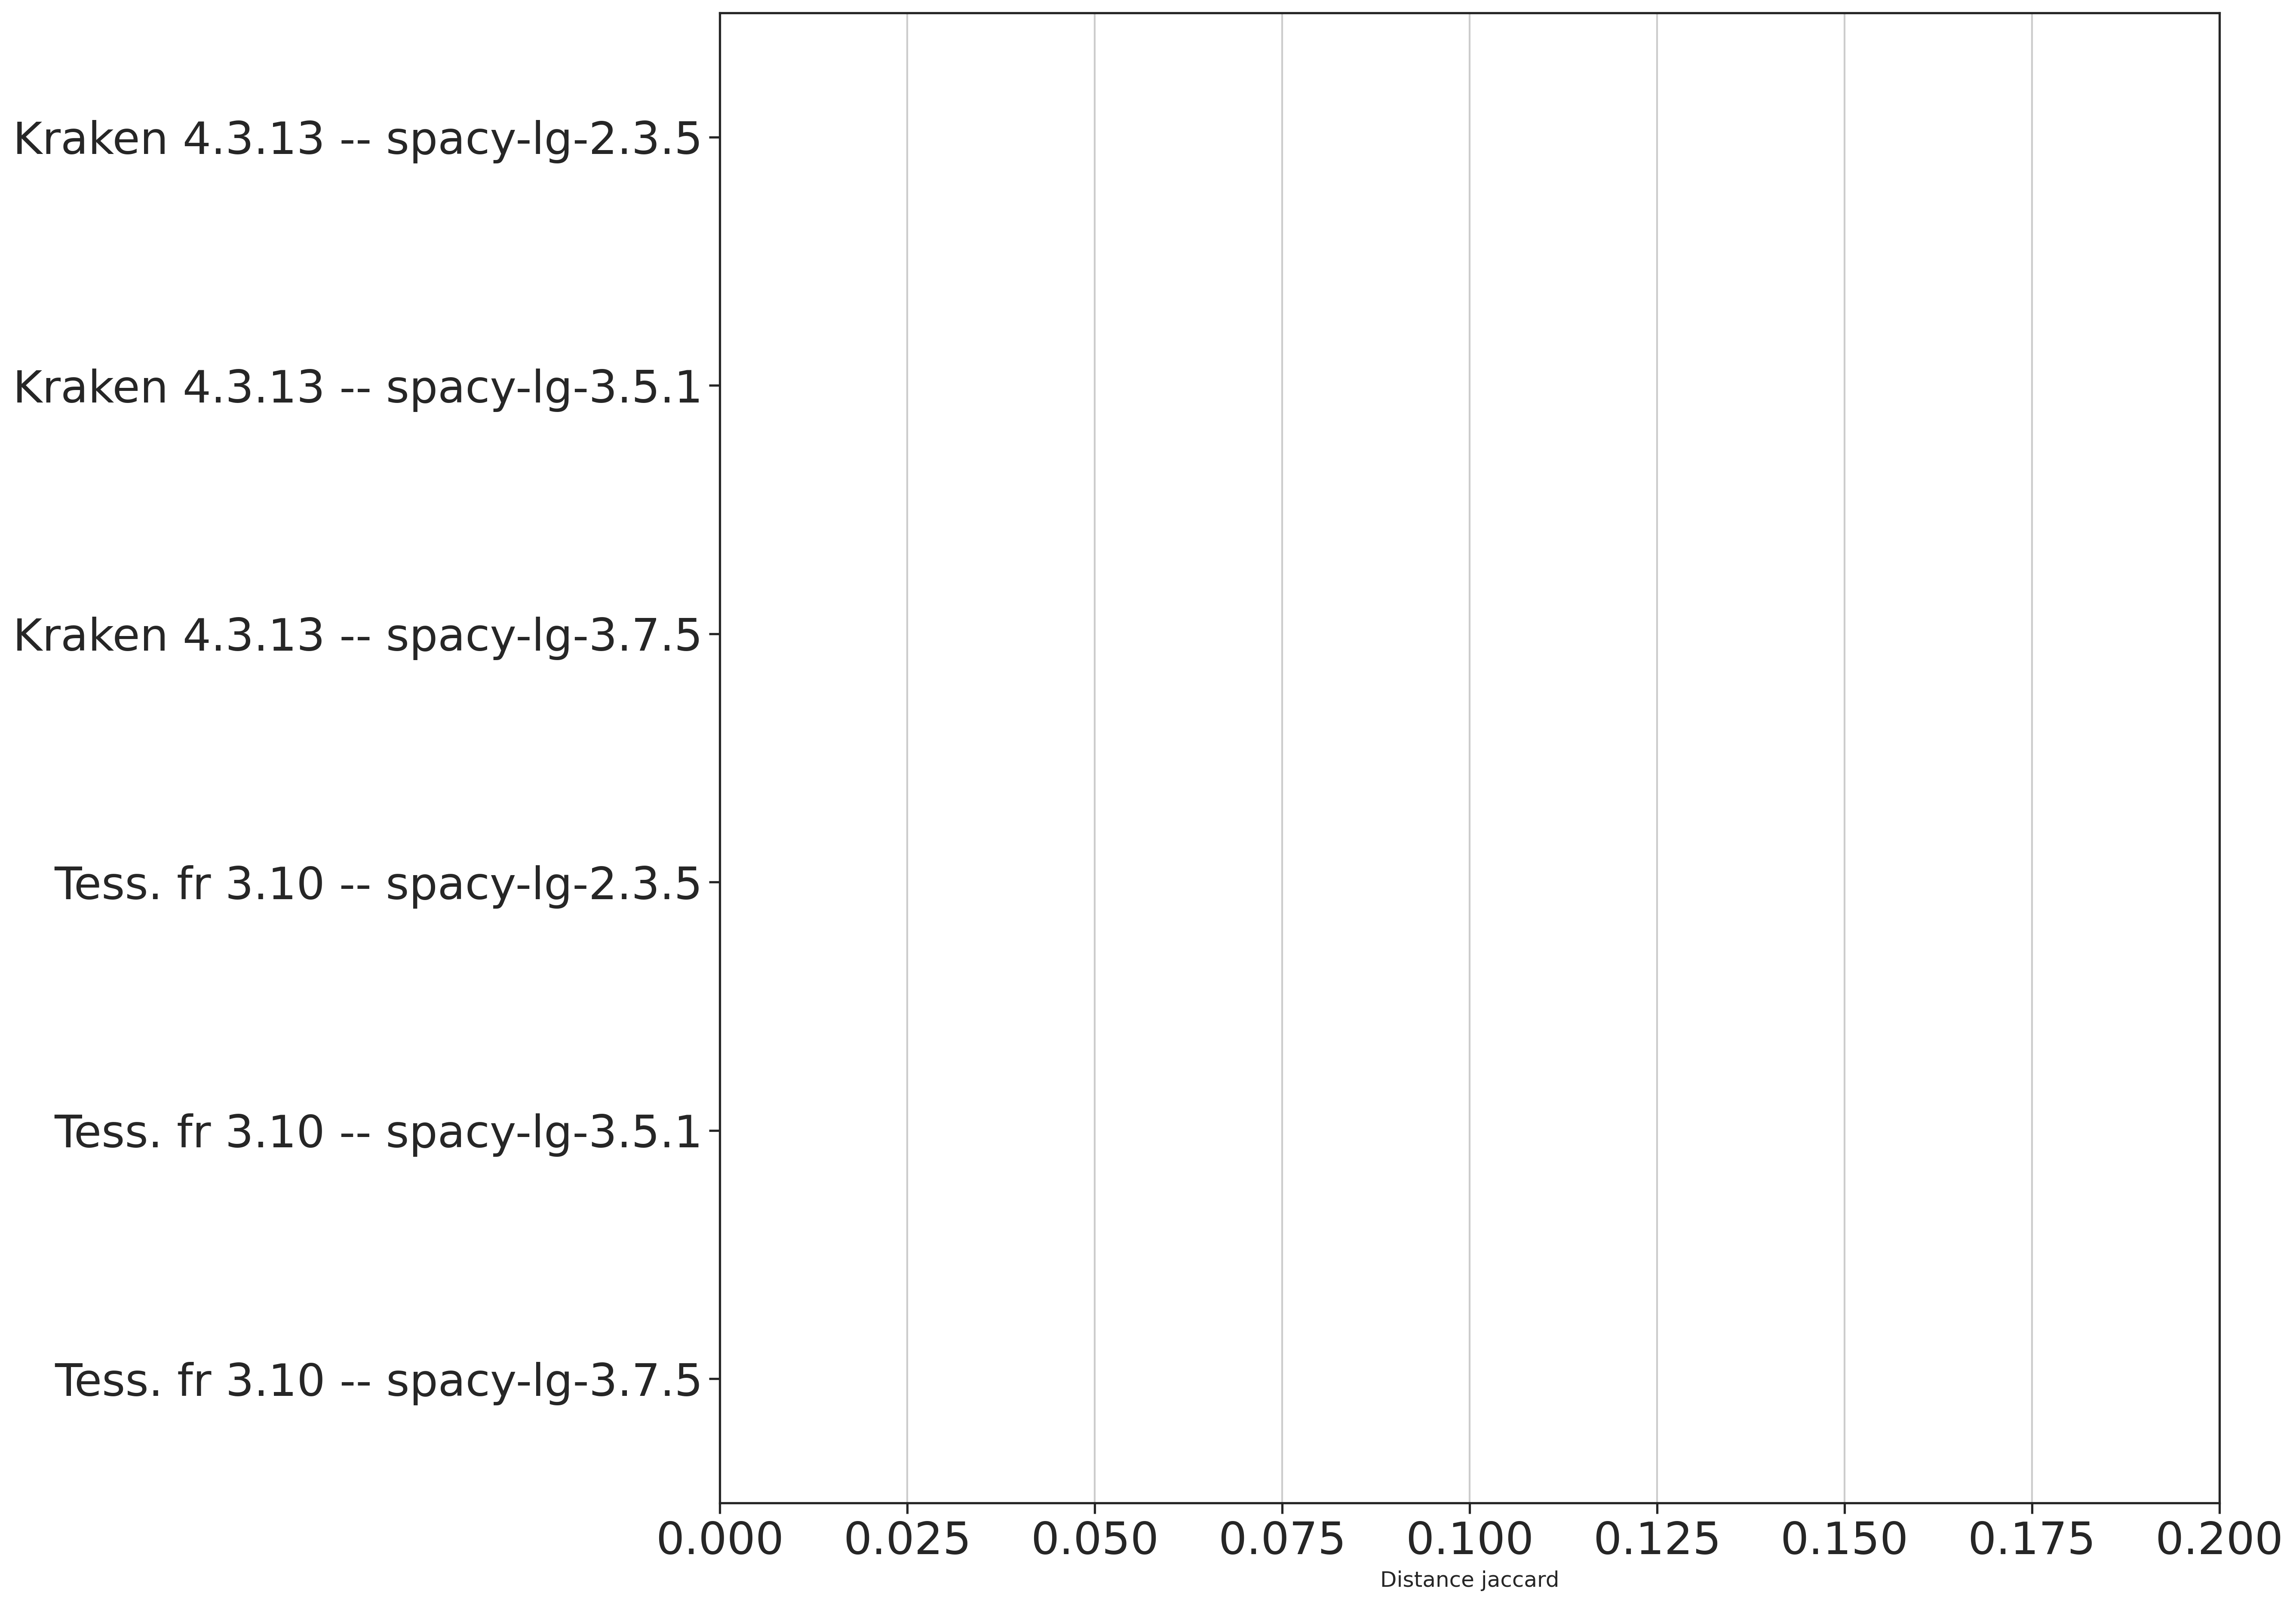 Kraken 4.3.13 -- spacy-lg-2.3.5
Kraken 4.3.13 -- spacy-lg-3.5.1
Kraken 4.3.13 -- spacy-lg-3.7.5
Tess. fr 3.10 -- spacy-lg-2.3.5
Tess. fr 3.10 -- spacy-lg-3.5.1
Tess. fr 3.10 -- spacy-lg-3.7.5
0.000 0.025 0.050 0.075 0.100 0.125 0.150 0.175 0.200
Distance jaccard